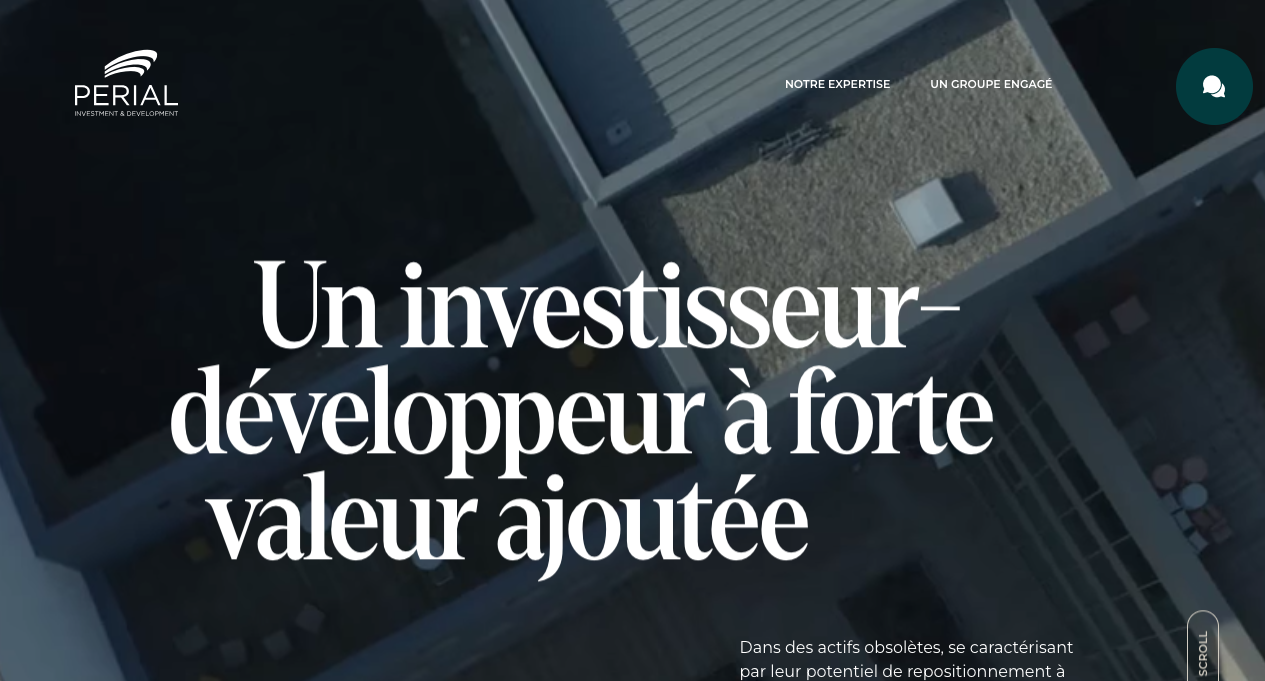 PERIAL
INVESTMENT & DEVELOPMENT
NOTRE EXPERTISE
UN GROUPE ENGAGÉ
Un investisseur–
développeur à forte
valeur ajoutée
Dans des actifs obsolètes, se caractérisant
par leur potentiel de repositionnement à
SCROLL